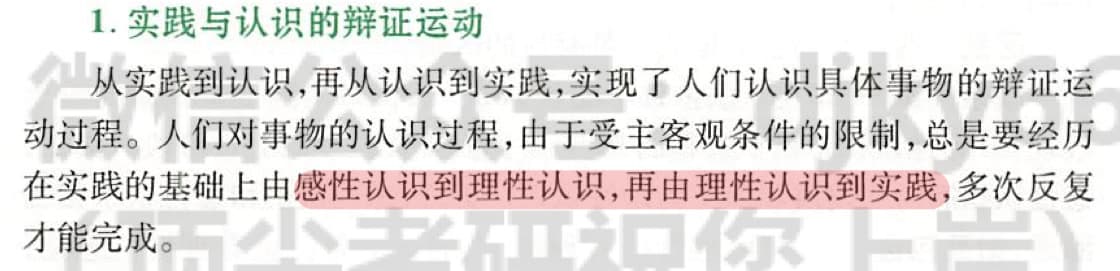 1. 实践与认识的辩证运动
从实践到认识,再从认识到实践,实现了人们认识具体事物的辩证运
动过程。人们对事物的认识过程,由于受主客观条件的限制,总是要经历
在实践的基础上由感性认识到理性认识,再由理性认识到实践,多次反复
才能完成。
微信公众号:djky66
(顶尖考研祝你上岸)